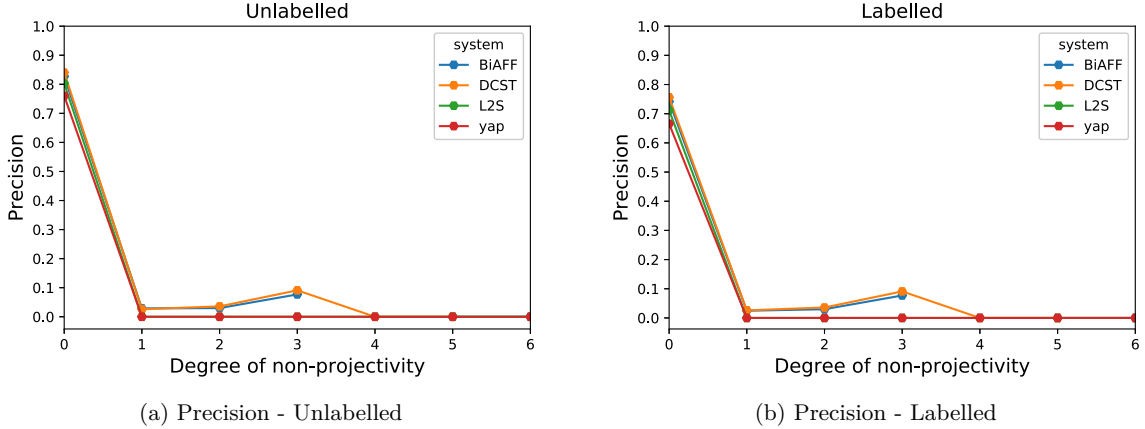 Unlabelled
Precision
1.0
0.9
0.8
0.7
0.6
0.5
0.4
0.3
0.2
0.1
0.0
system
BiAFF
DCST
L2S
yap
0 1 2 3 4 5 6
Degree of non-projectivity
(a) Precision - Unlabelled
Labelled
Precision
1.0
0.9
0.8
0.7
0.6
0.5
0.4
0.3
0.2
0.1
0.0
system
BiAFF
DCST
L2S
yap
0 1 2 3 4 5 6
Degree of non-projectivity
(b) Precision - Labelled